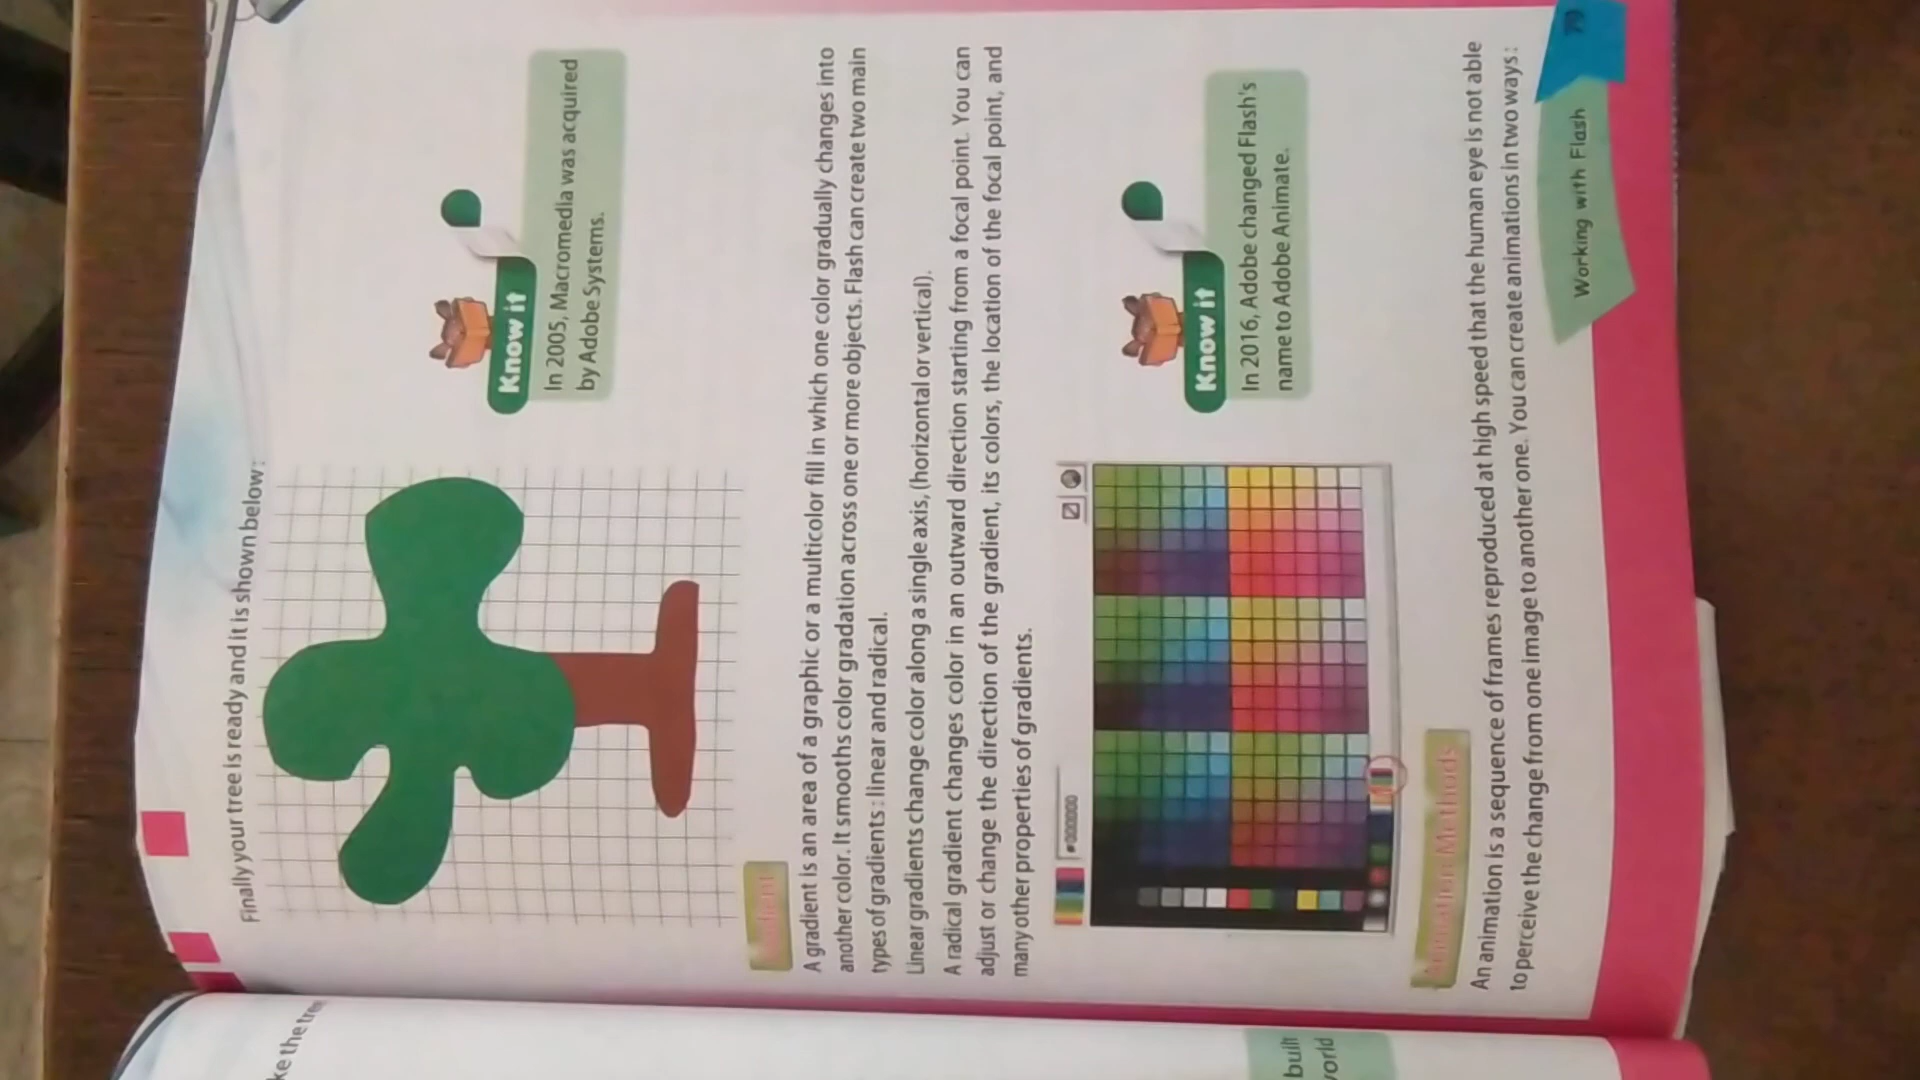 Finally your tree is ready and it is shown below :
Know it
In 2005, Macromedia was acquired
by Adobe Systems.
Gradient
A gradient is an area of a graphic or a multicolor fill in which one color gradually changes into
another color. It smooths color gradation across one or more objects. Flash can create two main
types of gradients : linear and radical.
Linear gradients change color along a single axis, (horizontal or vertical).
A radical gradient changes color in an outward direction starting from a focal point. You can
adjust or change the direction of the gradient, its colors, the location of the focal point, and
many other properties of gradients.
#000000
Know it
In 2016, Adobe changed Flash's
name to Adobe Animate.
Animation Methods
An animation is a sequence of frames reproduced at high speed that the human eye is not able
to perceive the change from one image to another one. You can create animations in two ways :
Working with Flash
ke the tree
built